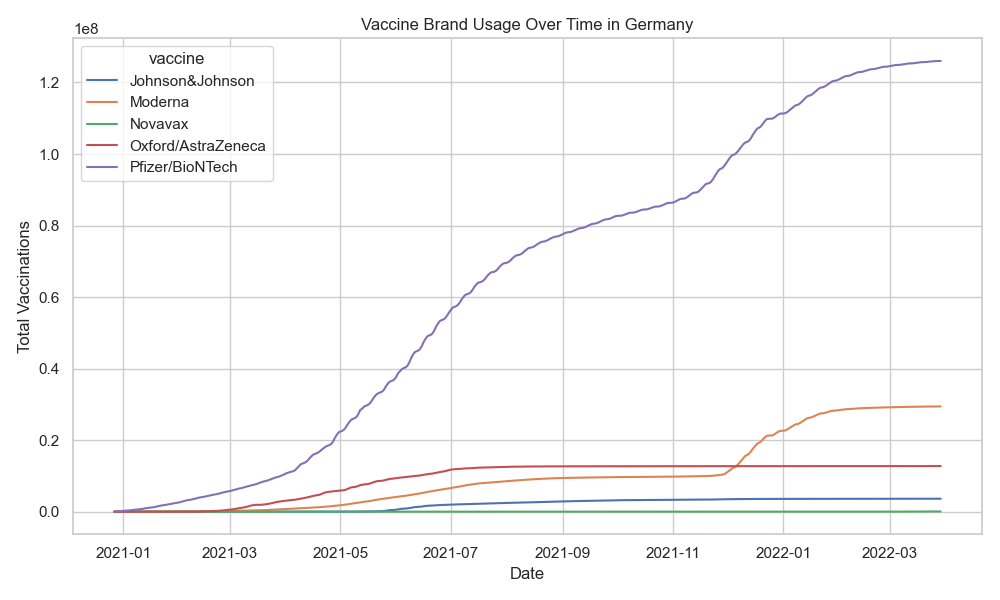 Vaccine Brand Usage Over Time in Germany
1e8
vaccine
Johnson&Johnson
Moderna
Novavax
Oxford/AstraZeneca
Pfizer/BioNTech
1.2
1.0
0.8
0.6
0.4
0.2
0.0
Total Vaccinations
2021-01 2021-03 2021-05 2021-07 2021-09 2021-11 2022-01 2022-03
Date